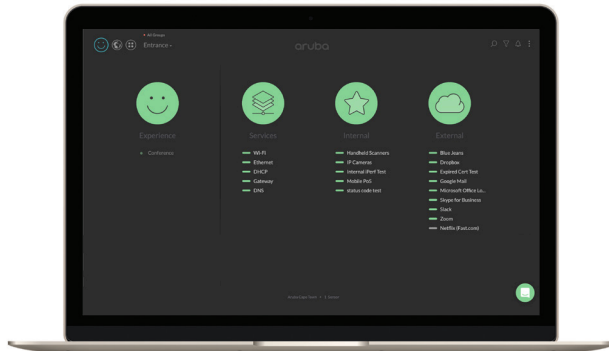 All Groups
Entrance
aruba
Experience
Conference
Services
Wi-Fi
Ethernet
DHCP
Gateway
DNS
Internal
Handheld Scanners
IP Cameras
Internal iPerf Test
Mobile PoS
status code test
External
Blue Jeans
Dropbox
Expired Cert Test
Google Mail
Microsoft Office Lo...
Skype for Business
Slack
Zoom
Netflix (Fast.com)